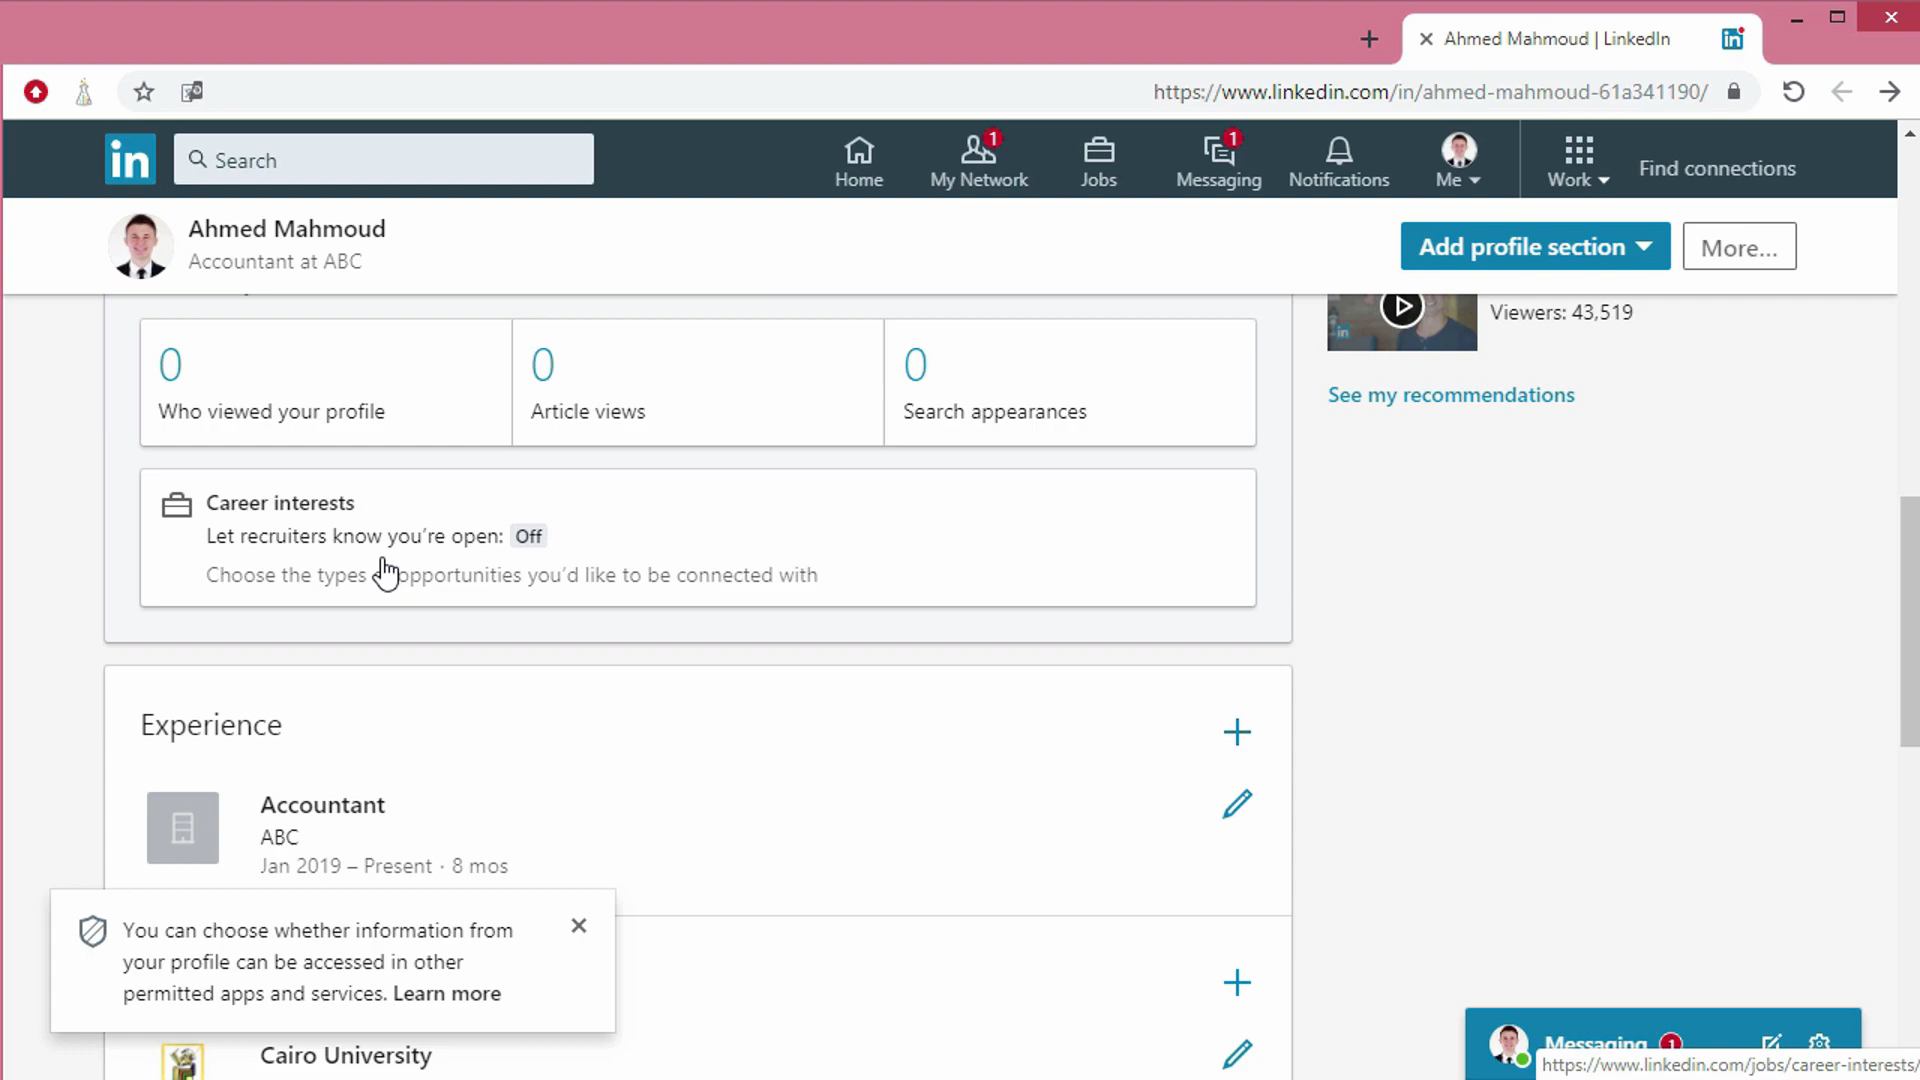 Ahmed Mahmoud | LinkedIn
https://www.linkedin.com/in/ahmed-mahmoud-61a341190/
in
Search
Home
1
My Network
Jobs
1
Messaging
Notifications
Me
Work
Find connections
Ahmed Mahmoud
Accountant at ABC
Add profile section
More...
Viewers: 43,519
See my recommendations
0
Who viewed your profile
0
Article views
0
Search appearances
Career interests
Let recruiters know you're open: Off
Choose the types opportunities you'd like to be connected with
Experience
Accountant
ABC
Jan 2019 – Present · 8 mos
You can choose whether information from
your profile can be accessed in other
permitted apps and services. Learn more
Cairo University
Messaging 1
https://www.linkedin.com/jobs/career-interests/